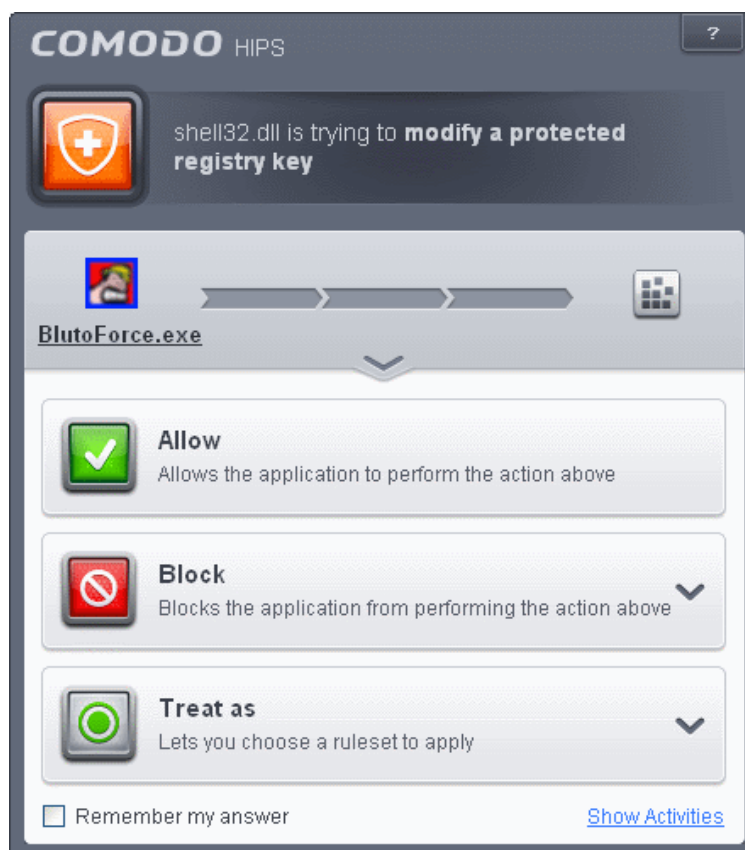 COMODO HIPS
?
shell32.dll is trying to modify a protected
registry key
BlutoForce.exe
Allow
Allows the application to perform the action above
Block
Blocks the application from performing the action above
Treat as
Lets you choose a ruleset to apply
Remember my answer
Show Activities